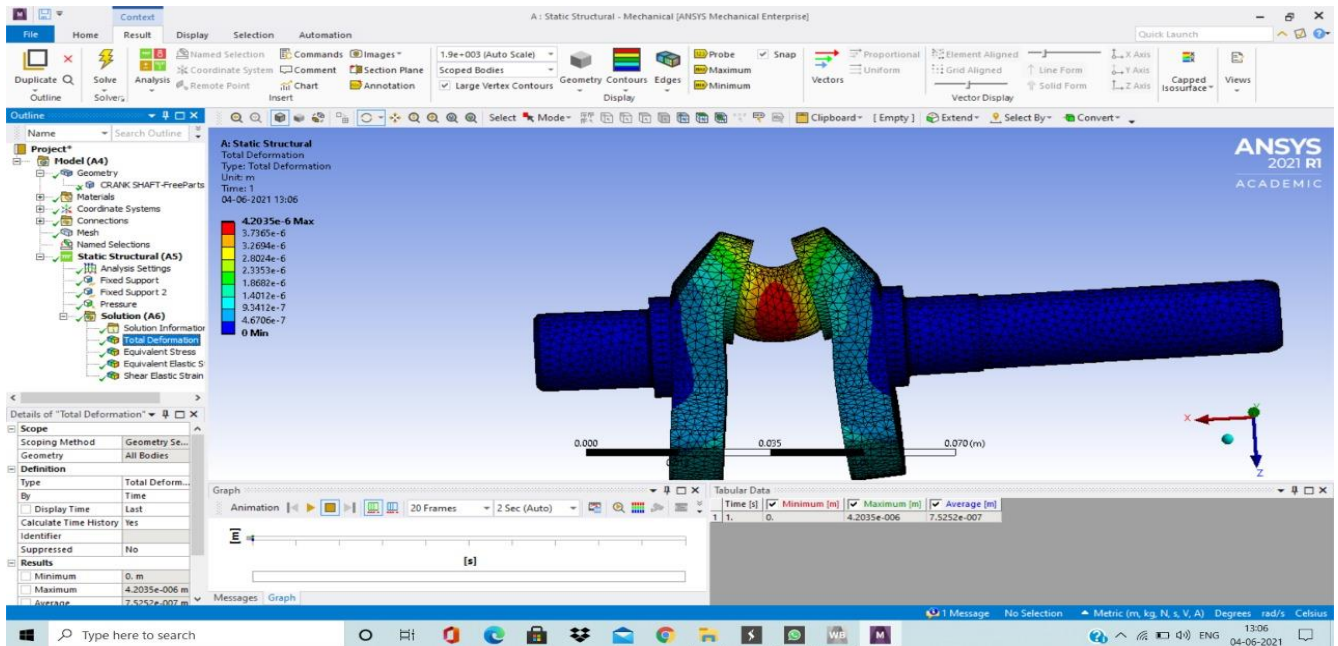 Context
A : Static Structural - Mechanical [ANSYS Mechanical Enterprise]
File Home Result Display Selection Automation
Quick Launch
Duplicate
Outline
Solve
Solvers
Analysis
Named Selection
Coordinate System
Remote Point
Commands
Comment
Chart
Images
Section Plane
Annotation
Insert
1.9e+003 (Auto Scale)
Scoped Bodies
Large Vertex Contours
Geometry Contours Edges
Display
Probe
Maximum
Minimum
Snap
Vectors
Proportional
Uniform
Element Aligned
Grid Aligned
Line Form
Solid Form
X Axis
Y Axis
Z Axis
Vector Display
Capped Isosurface
Views
Outline
Name Search Outline
Select Mode Clipboard [ Empty ] Extend Select By Convert
Project*
Model (A4)
Geometry
CRANK SHAFT-FreeParts
Materials
Coordinate Systems
Connections
Mesh
Named Selections
Static Structural (A5)
Analysis Settings
Fixed Support
Fixed Support 2
Pressure
Solution (A6)
Solution Information
Total Deformation
Equivalent Stress
Equivalent Elastic S
Shear Elastic Strain
A: Static Structural
Total Deformation
Type: Total Deformation
Unit: m
Time: 1
04-06-2021 13:06
4.2035e-6 Max
3.7365e-6
3.2694e-6
2.8024e-6
2.3353e-6
1.8682e-6
1.4012e-6
9.3412e-7
4.6706e-7
0 Min
ANSYS
2021 R1
ACADEMIC
0.000 0.035 0.070 (m)
X
Y
Z
Details of "Total Deformation"
Scope
Scoping Method Geometry Se...
Geometry All Bodies
Definition
Type Total Deform...
By Time
Display Time Last
Calculate Time History Yes
Identifier
Suppressed No
Results
Minimum 0. m
Maximum 4.2035e-006 m
Average 7.5252e-007 m
Graph
Animation 20 Frames 2 Sec (Auto)
[s]
Messages Graph
Tabular Data
Time [s] Minimum [m] Maximum [m] Average [m]
1 1. 0. 4.2035e-006 7.5252e-007
1 Message No Selection Metric (m, kg, N, s, V, A) Degrees rad/s Celsius
Type here to search
WB
M
ENG
13:06
04-06-2021